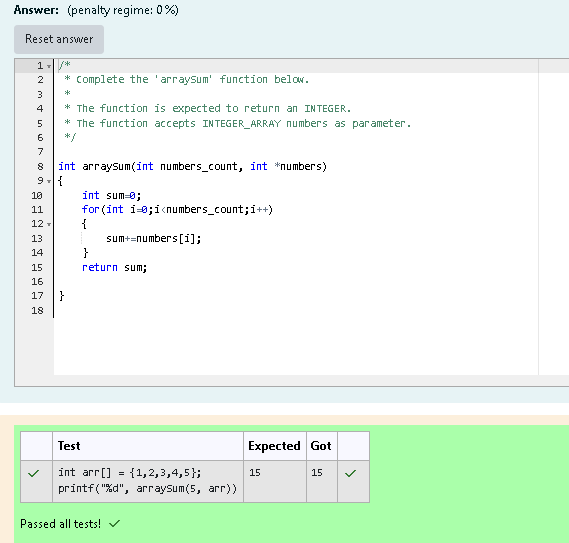 Answer: (penalty regime: 0 %)
Reset answer
1 /*
2 * Complete the 'arraySum' function below.
3 *
4 * The function is expected to return an INTEGER.
5 * The function accepts INTEGER_ARRAY numbers as parameter.
6 */
7
8 int arraySum(int numbers_count, int *numbers)
9 {
10 int sum=0;
11 for(int i=0;i<numbers_count;i++)
12 {
13 sum+=numbers[i];
14 }
15 return sum;
16
17 }
18
Test Expected Got
✓ int arr[] = {1,2,3,4,5}; 15 15 ✓
printf("%d", arraySum(5, arr))
Passed all tests! ✓